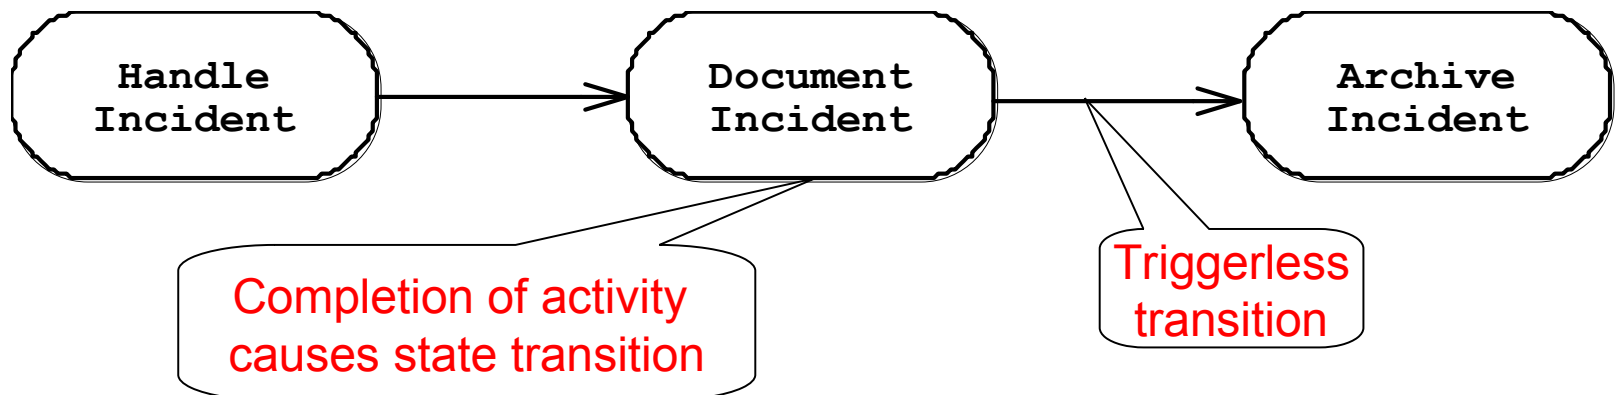 Handle
Incident
Document
Incident
Archive
Incident
Completion of activity
causes state transition
Triggerless
transition